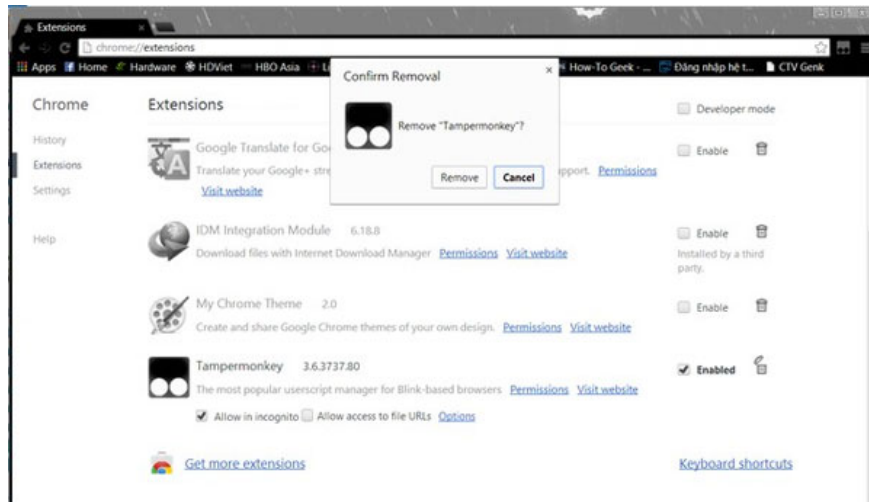 Extensions
chrome://extensions
Apps Home Hardware HDViet HBO Asia How-To Geek - ... Đăng nhập hệ t... CTV Genk
Confirm Removal
Remove "Tampermonkey"?
Remove Cancel
Chrome Extensions Developer mode
History
Extensions
Settings
Help
Google Translate for Go Enable
Translate your Google+ stre pport. Permissions
Visit website
IDM Integration Module 6.18.8 Enable
Download files with Internet Download Manager Permissions Visit website
Installed by a third
party.
My Chrome Theme 2.0 Enable
Create and share Google Chrome themes of your own design. Permissions Visit website
Tampermonkey 3.6.3737.80 Enabled
The most popular userscript manager for Blink-based browsers Permissions Visit website
Allow in incognito Allow access to file URLs Options
Get more extensions Keyboard shortcuts